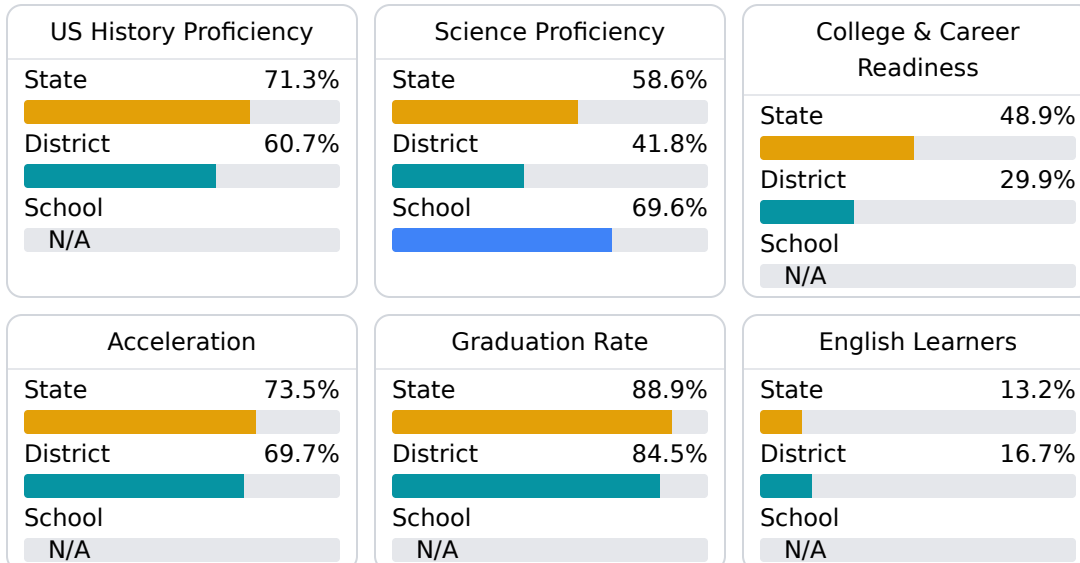 US History Proficiency
State 71.3%
District 60.7%
School
N/A
Science Proficiency
State 58.6%
District 41.8%
School 69.6%
College & Career
Readiness
State 48.9%
District 29.9%
School
N/A
Acceleration
State 73.5%
District 69.7%
School
N/A
Graduation Rate
State 88.9%
District 84.5%
School
N/A
English Learners
State 13.2%
District 16.7%
School
N/A